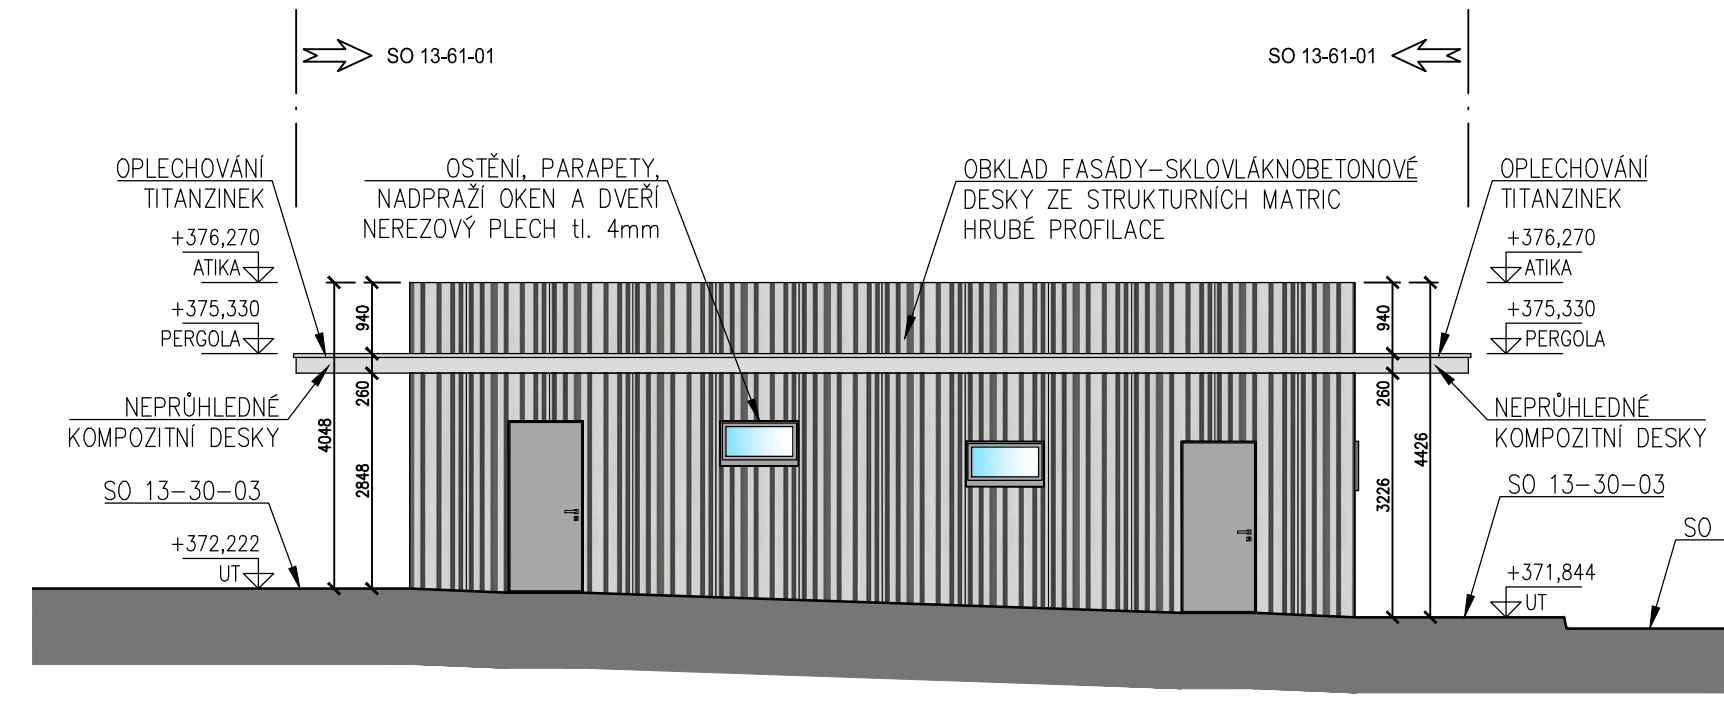 SO 13-61-01
SO 13-61-01
OPLECHOVÁNÍ
TITANZINEK
OSTĚNÍ, PARAPETY,
NADPRAŽÍ OKEN A DVEŘÍ
NEREZOVÝ PLECH tl. 4mm
OBKLAD FASÁDY-SKLOVLÁKNOBETONOVÉ
DESKY ZE STRUKTURNÍCH MATRIC
HRUBÉ PROFILACE
OPLECHOVÁNÍ
TITANZINEK
+376,270
ATIKA
+375,330
PERGOLA
940
260
4048
2848
NEPRŮHLEDNÉ
KOMPOZITNÍ DESKY
SO 13-30-03
+372,222
UT
+376,270
ATIKA
+375,330
PERGOLA
940
260
4426
3226
NEPRŮHLEDNÉ
KOMPOZITNÍ DESKY
SO 13-30-03
SO
+371,844
UT